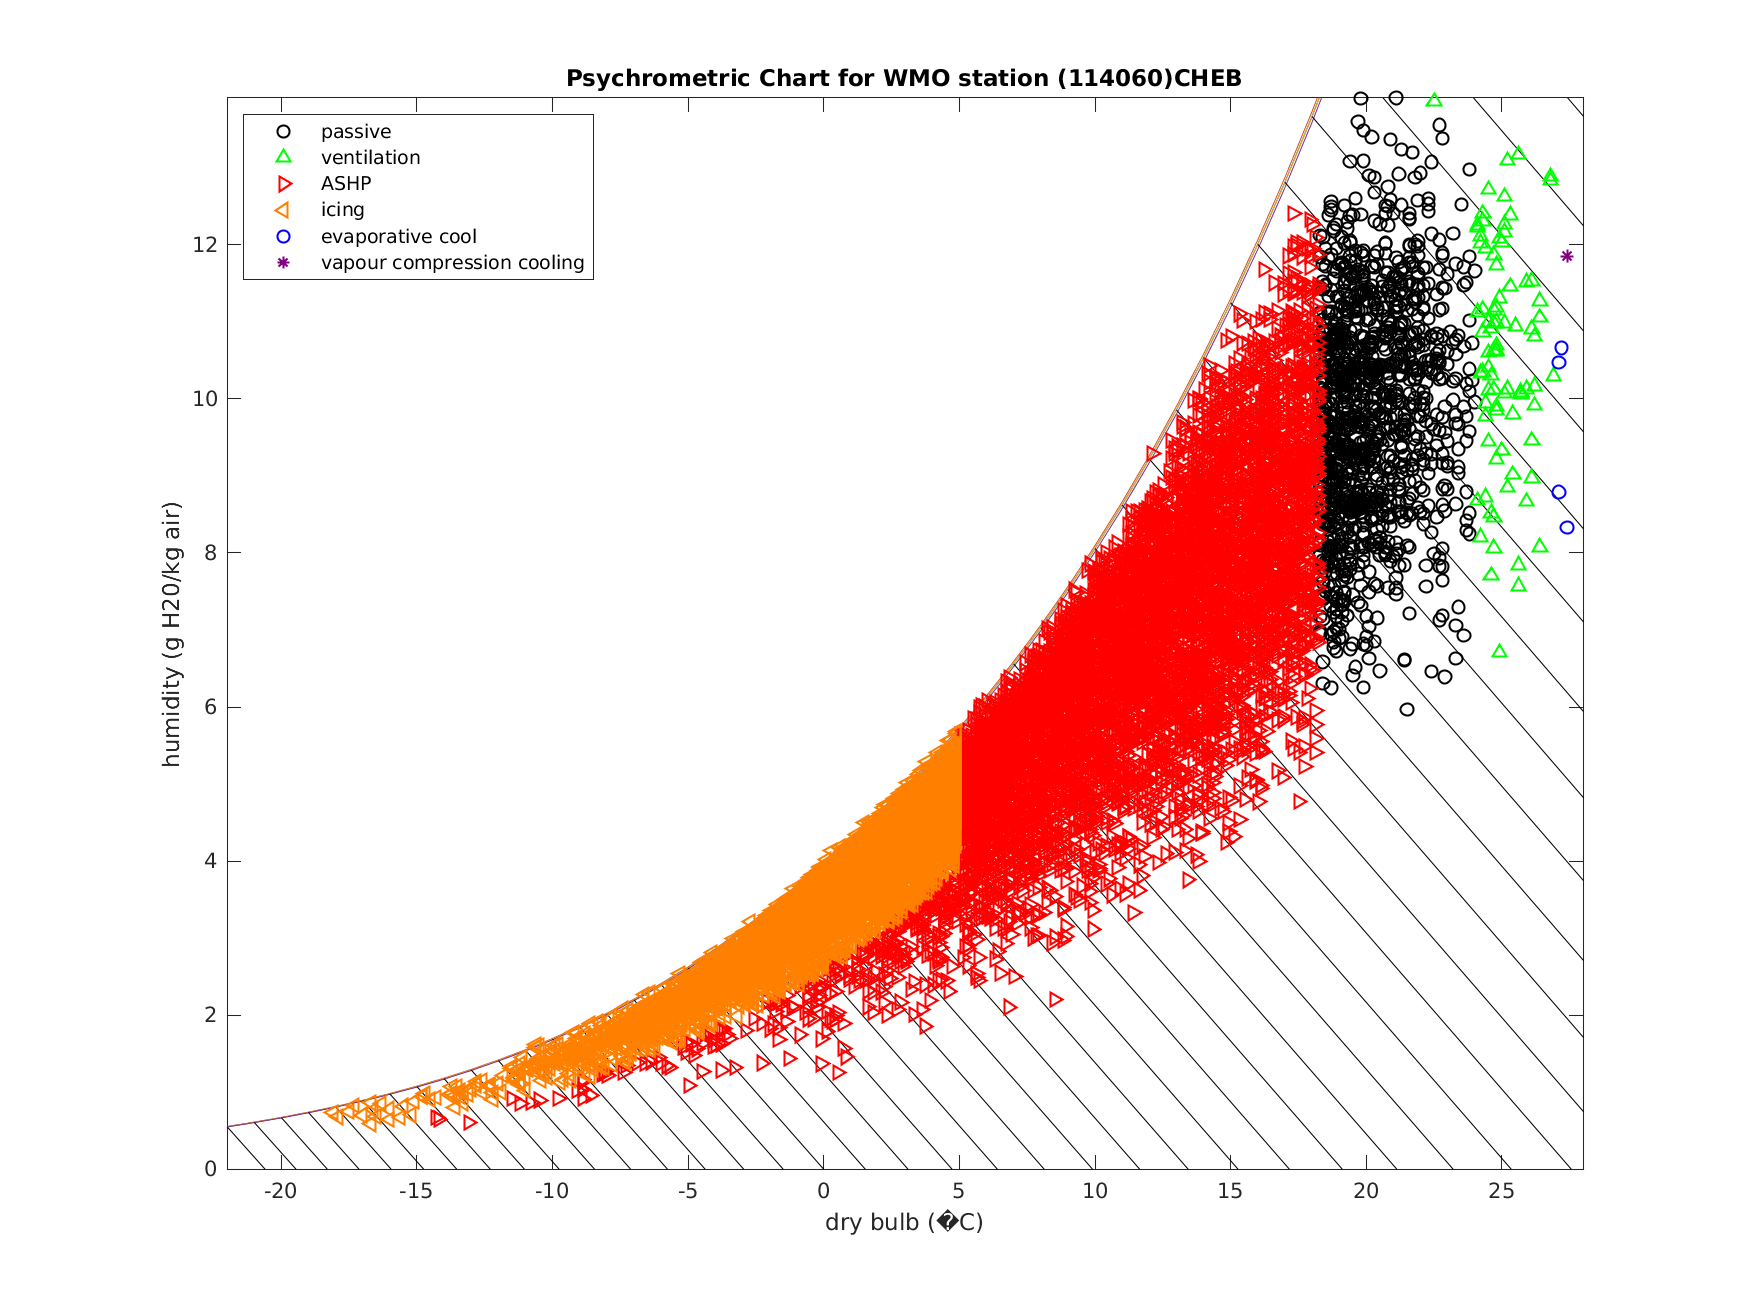 Psychrometric Chart for WMO station (114060)CHEB
passive
ventilation
ASHP
icing
evaporative cool
vapour compression cooling
humidity (g H20/kg air)
12
10
8
6
4
2
0
-20 -15 -10 -5 0 5 10 15 20 25
dry bulb (�C)